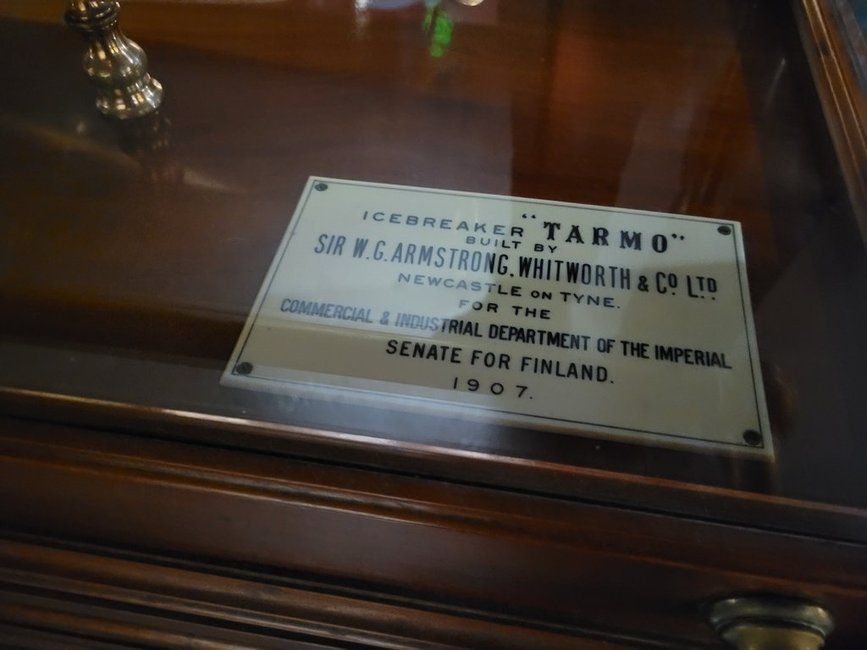 ICEBREAKER "TARMO"
BUILT BY
SIR W.G. ARMSTRONG, WHITWORTH & Co LTD.
NEWCASTLE ON TYNE.
FOR THE
COMMERCIAL & INDUSTRIAL DEPARTMENT OF THE IMPERIAL
SENATE FOR FINLAND.
1907.